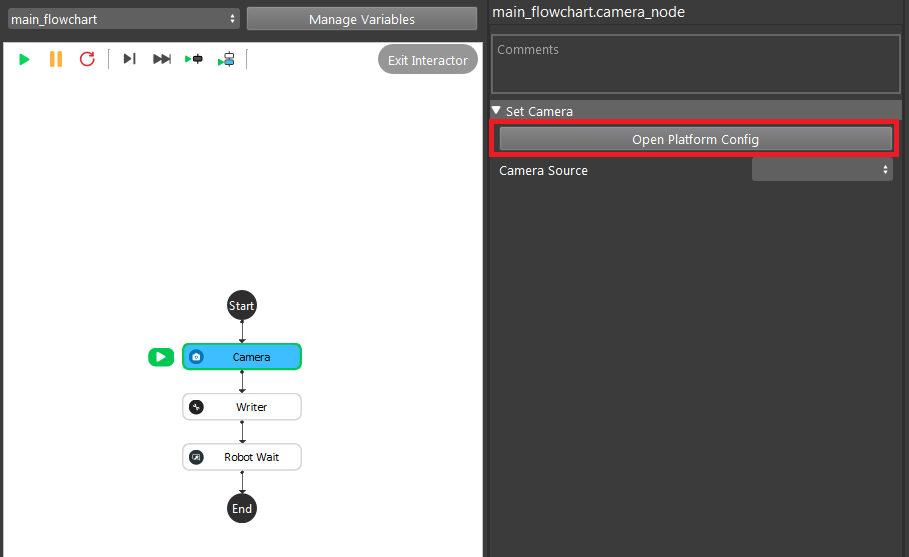 main_flowchart
Manage Variables
Exit Interactor
Start
Camera
Writer
Robot Wait
End
main_flowchart.camera_node
Comments
Set Camera
Open Platform Config
Camera Source